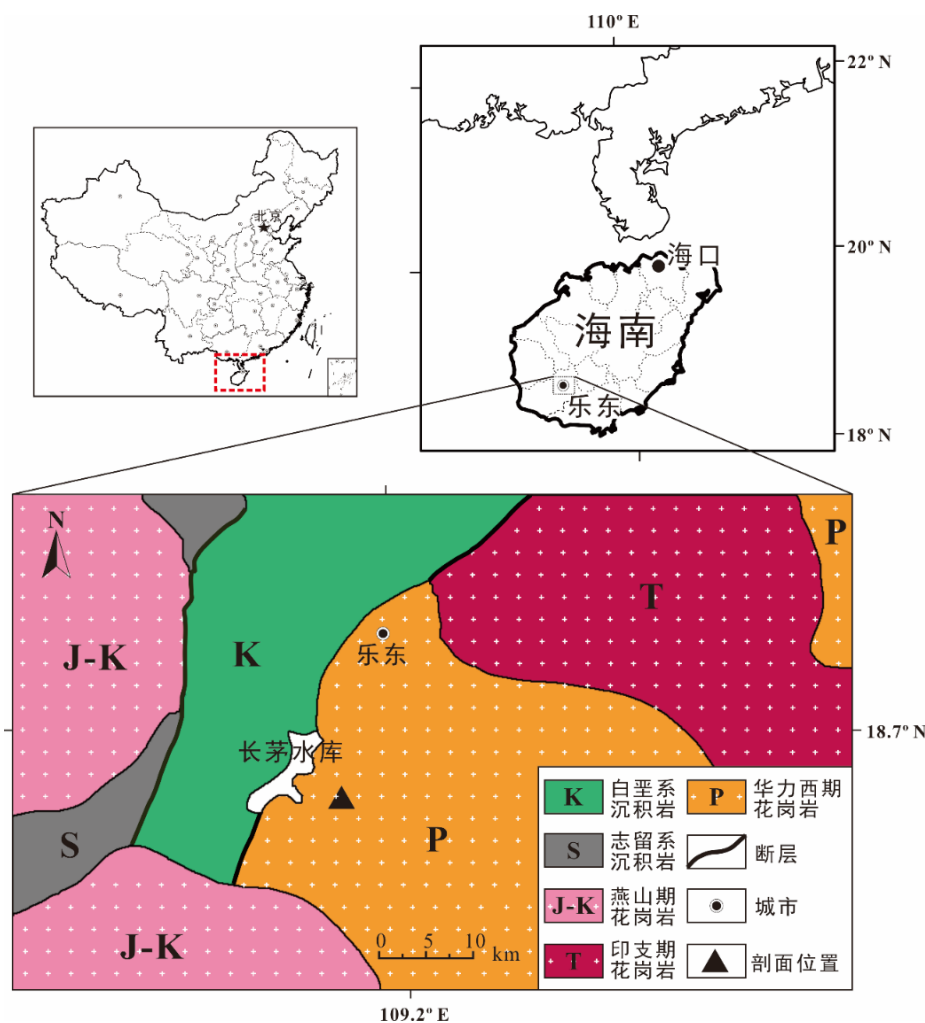 110° E
22° N
北京
20° N
海口
海南
乐东
18° N
N
P
T
J-K
K
乐东
18.7° N
长茅水库
S
P
J-K
0 5 10
km
K 白垩系
沉积岩
P 华力西期
花岗岩
S 志留系
沉积岩
断层
J-K 燕山期
花岗岩
城市
T 印支期
花岗岩
剖面位置
109.2° E